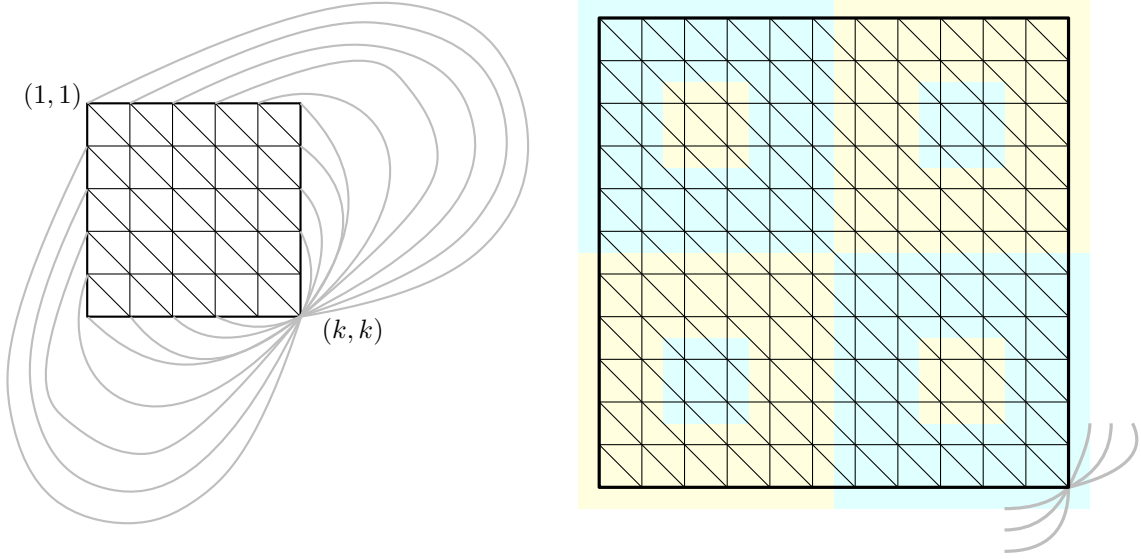 (1, 1)
(k, k)